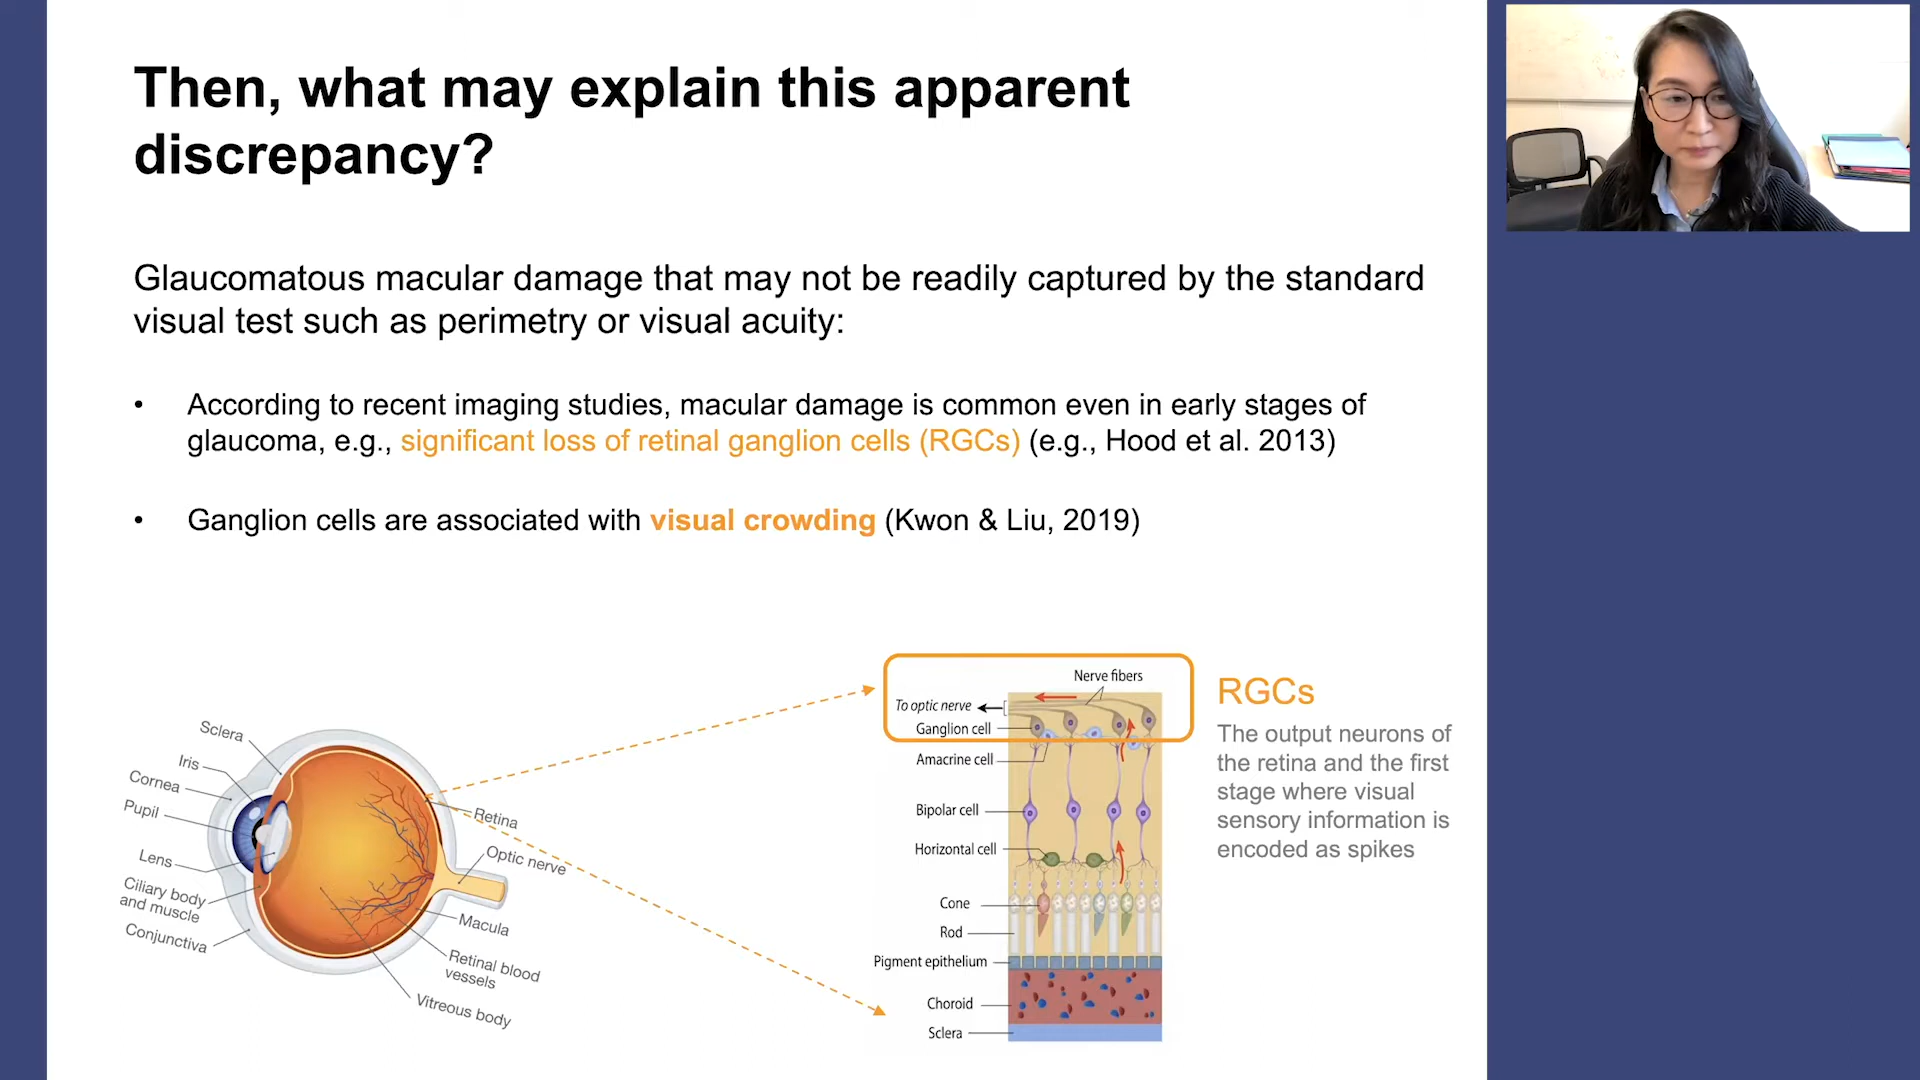 Then, what may explain this apparent
discrepancy?
Glaucomatous macular damage that may not be readily captured by the standard
visual test such as perimetry or visual acuity:
• According to recent imaging studies, macular damage is common even in early stages of
glaucoma, e.g., significant loss of retinal ganglion cells (RGCs) (e.g., Hood et al. 2013)
• Ganglion cells are associated with visual crowding (Kwon & Liu, 2019)
Sclera
Iris
Cornea
Pupil
Lens
Ciliary body
and muscle
Conjunctiva
Retina
Optic nerve
Macula
Retinal blood
vessels
Vitreous body
Nerve fibers
To optic nerve
Ganglion cell
Amacrine cell
Bipolar cell
Horizontal cell
Cone
Rod
Pigment epithelium
Choroid
Sclera
RGCs
The output neurons of
the retina and the first
stage where visual
sensory information is
encoded as spikes